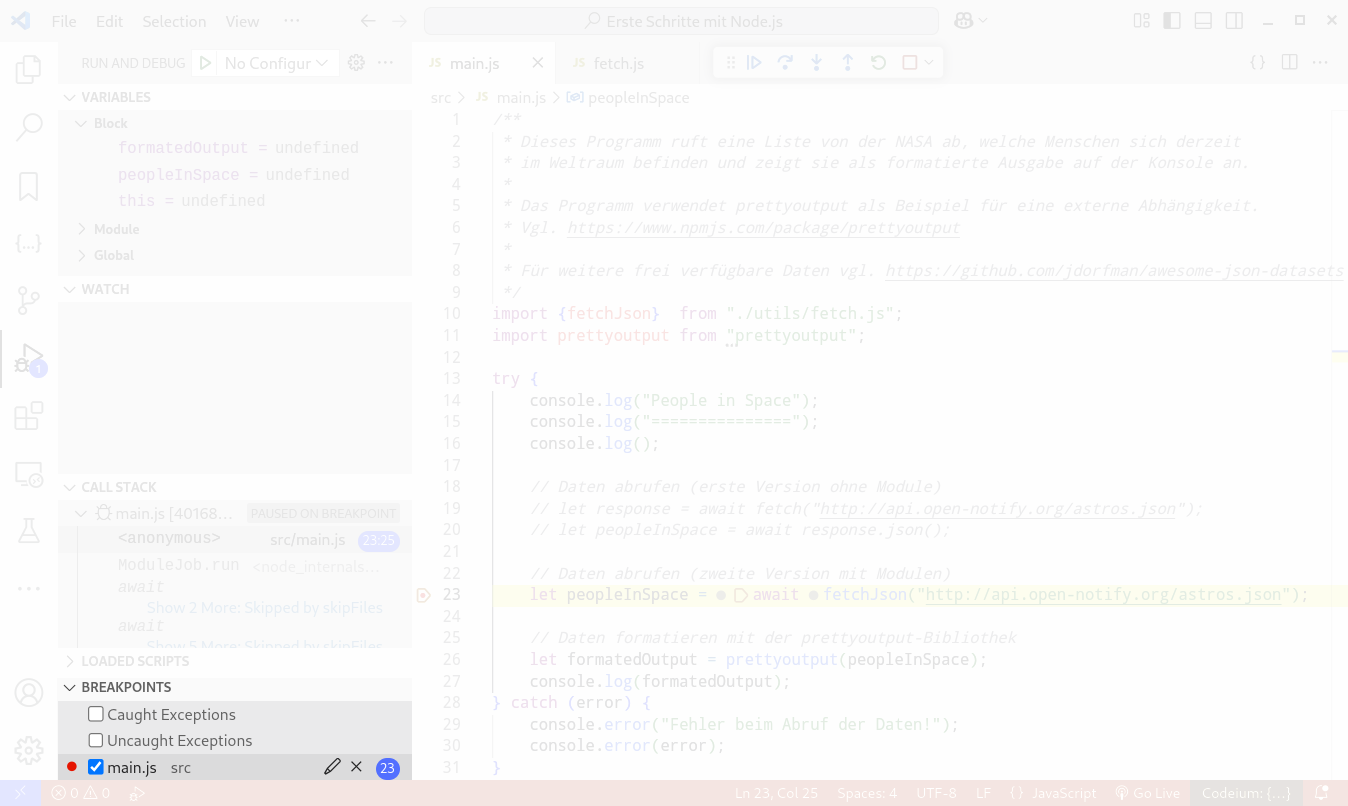 File Edit Selection View ··· Erste Schritte mit Node.js
RUN AND DEBUG No Configur ···
JS main.js JS fetch.js
VARIABLES
Block
formatedOutput = undefined
peopleInSpace = undefined
this = undefined
Module
Global
WATCH
CALL STACK
main.js [40168… PAUSED ON BREAKPOINT
<anonymous> src/main.js 23:25
ModuleJob.run <node_internals…
await
Show 2 More: Skipped by skipFiles
await
Show 5 More: Skipped by skipFiles
LOADED SCRIPTS
BREAKPOINTS
Caught Exceptions
Uncaught Exceptions
main.js src 23
1
src > JS main.js > peopleInSpace
1 /**
2 * Dieses Programm ruft eine Liste von der NASA ab, welche Menschen sich derzeit
3 * im Weltraum befinden und zeigt sie als formatierte Ausgabe auf der Konsole an.
4 *
5 * Das Programm verwendet prettyoutput als Beispiel für eine externe Abhängigkeit.
6 * Vgl. https://www.npmjs.com/package/prettyoutput
7 *
8 * Für weitere frei verfügbare Daten vgl. https://github.com/jdorfman/awesome-json-datasets
9 */
10 import {fetchJson}  from "./utils/fetch.js";
11 import prettyoutput from "prettyoutput";
12
13 try {
14     console.log("People in Space");
15     console.log("===============");
16     console.log();
17
18     // Daten abrufen (erste Version ohne Module)
19     // let response = await fetch("http://api.open-notify.org/astros.json");
20     // let peopleInSpace = await response.json();
21
22     // Daten abrufen (zweite Version mit Modulen)
23     let peopleInSpace = await fetchJson("http://api.open-notify.org/astros.json");
24
25     // Daten formatieren mit der prettyoutput-Bibliothek
26     let formatedOutput = prettyoutput(peopleInSpace);
27     console.log(formatedOutput);
28 } catch (error) {
29     console.error("Fehler beim Abruf der Daten!");
30     console.error(error);
31 }
0 0 Ln 23, Col 25 Spaces: 4 UTF-8 LF {} JavaScript Go Live Codeium: {...}